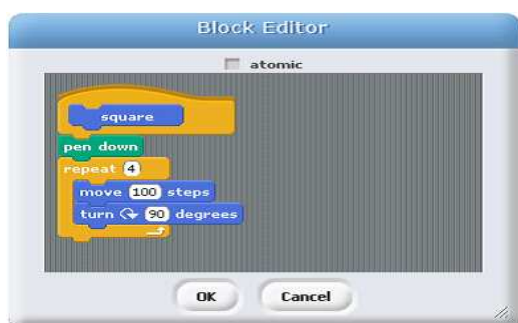 Block Editor
atomic
square
pen down
repeat 4
move 100 steps
turn 90 degrees
OK Cancel